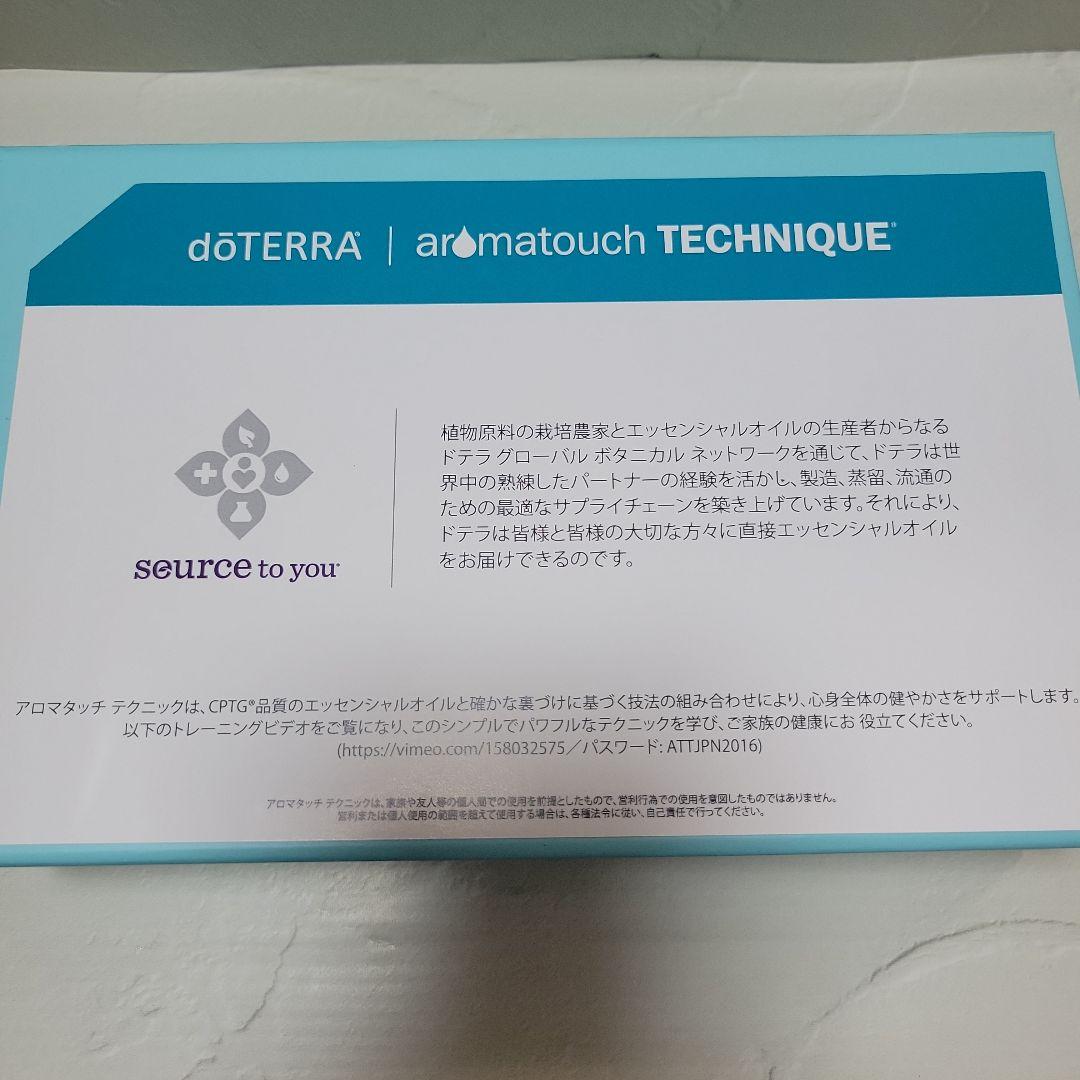 dōTERRA® | aromatouch TECHNIQUE®
植物原料の栽培農家とエッセンシャルオイルの生産者からなる
ドテラ グローバル ボタニカル ネットワークを通じて、ドテラは世
界中の熟練したパートナーの経験を活かし、製造、蒸留、流通の
ための最適なサプライチェーンを築き上げています。それにより、
ドテラは皆様と皆様の大切な方々に直接エッセンシャルオイル
をお届けできるのです。
source to you®
アロマタッチ テクニックは、CPTG®品質のエッセンシャルオイルと確かな裏づけに基づく技法の組み合わせにより、心身全体の健やかさをサポートします。
以下のトレーニングビデオをご覧になり、このシンプルでパワフルなテクニックを学び、ご家族の健康にお 役立てください。
(https://vimeo.com/158032575／パスワード: ATTJPN2016)
アロマタッチ テクニックは、家族や友人等の個人間での使用を前提としたもので、営利行為での使用を意図したものではありません。
営利または個人使用の範囲を超えて使用する場合は、各種法令に従い、自己責任で行ってください。